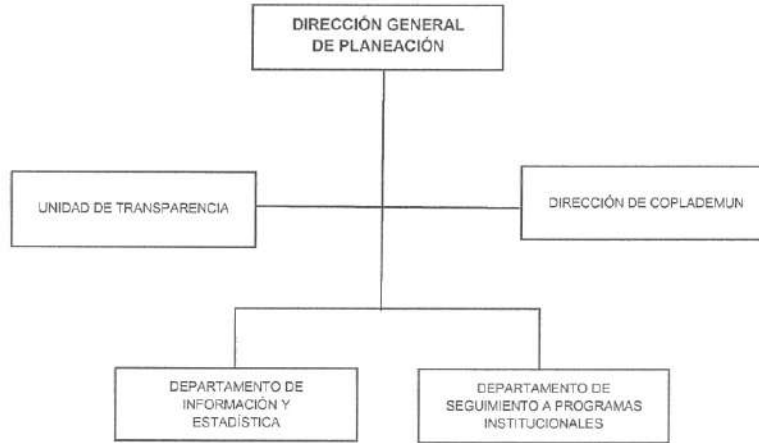 DIRECCIÓN GENERAL
DE PLANEACIÓN
UNIDAD DE TRANSPARENCIA
DIRECCIÓN DE COPLADEMUN
DEPARTAMENTO DE
INFORMACIÓN Y
ESTADÍSTICA
DEPARTAMENTO DE
SEGUIMIENTO A PROGRAMAS
INSTITUCIONALES